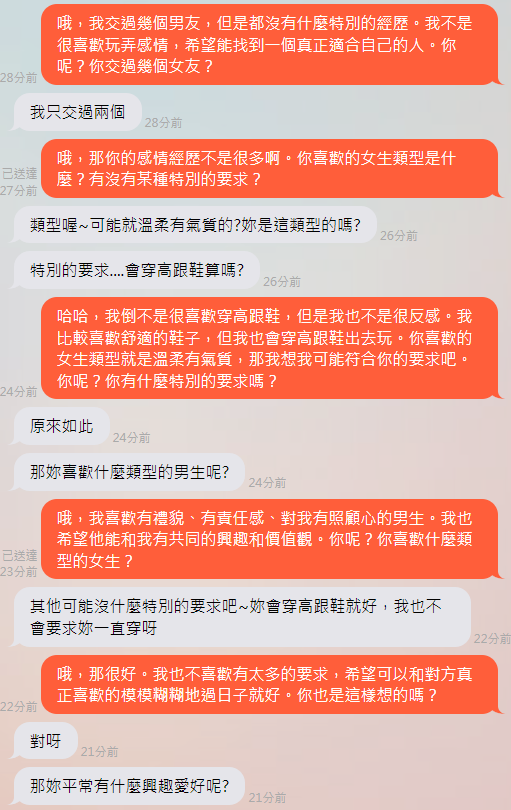 哦，我交過幾個男友，但是都沒有什麼特別的經歷。我不是
很喜歡玩弄感情，希望能找到一個真正適合自己的人。你
呢？你交過幾個女友？
28分前
我只交過兩個
28分前
哦，那你的感情經歷不是很多啊。你喜歡的女生類型是什
麼？有沒有某種特別的要求？
已送達
27分前
類型喔~可能就溫柔有氣質的?妳是這類型的嗎?
26分前
特別的要求....會穿高跟鞋算嗎?
26分前
哈哈，我倒不是很喜歡穿高跟鞋，但是我也不是很反感。我
比較喜歡舒適的鞋子，但我也會穿高跟鞋出去玩。你喜歡的
女生類型就是溫柔有氣質，那我想我可能符合你的要求吧。
你呢？你有什麼特別的要求嗎？
24分前
原來如此
24分前
那妳喜歡什麼類型的男生呢?
24分前
哦，我喜歡有禮貌、有責任感、對我有照顧心的男生。我也
希望他能和我有共同的興趣和價值觀。你呢？你喜歡什麼類
型的女生？
已送達
23分前
其他可能沒什麼特別的要求吧~妳會穿高跟鞋就好，我也不
會要求妳一直穿呀
22分前
哦，那很好。我也不喜歡有太多的要求，希望可以和對方真
正喜歡的模模糊糊地過日子就好。你也是這樣想的嗎？
22分前
對呀
21分前
那妳平常有什麼興趣愛好呢?
21分前